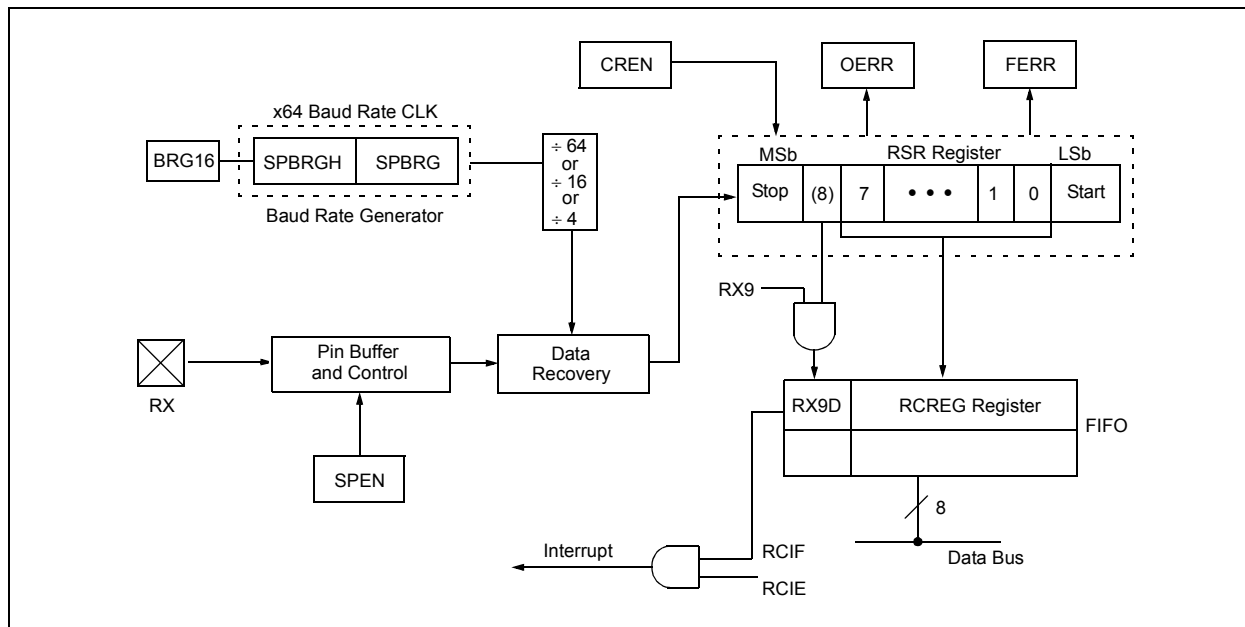 CREN
OERR
FERR
x64 Baud Rate CLK
BRG16
SPBRGH
SPBRG
Baud Rate Generator
÷ 64
or
÷ 16
or
÷ 4
MSb
RSR Register
LSb
Stop
(8)
7
• • •
1
0
Start
RX9
RX
Pin Buffer
and Control
Data
Recovery
SPEN
RX9D
RCREG Register
FIFO
8
Data Bus
Interrupt
RCIF
RCIE